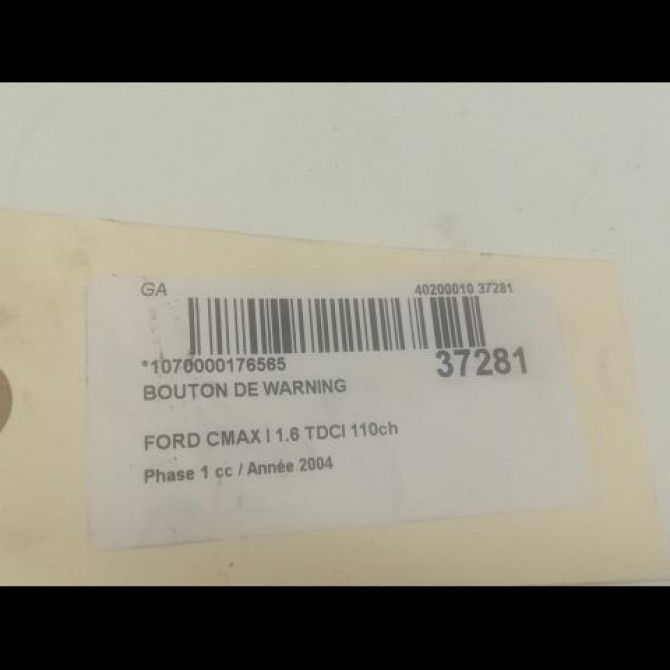 GA 40200010 37281
*1070000176565 37281
BOUTON DE WARNING
FORD CMAX I 1.6 TDCI 110ch
Phase 1 cc / Année 2004